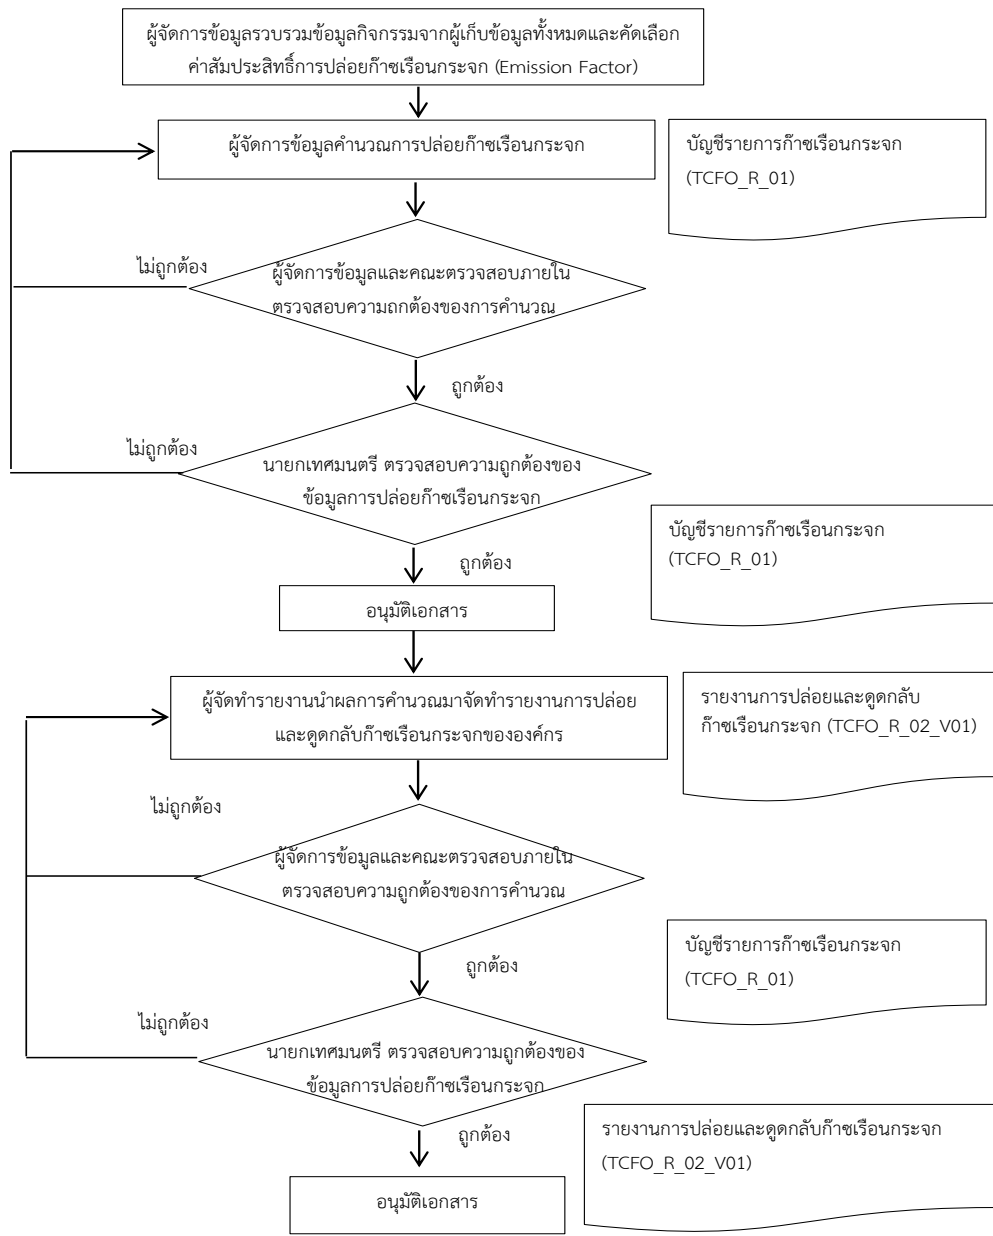 ผู้จัดการข้อมูลรวบรวมข้อมูลกิจกรรมจากผู้เก็บข้อมูลทั้งหมดและคัดเลือก
ค่าสัมประสิทธิ์การปล่อยก๊าซเรือนกระจก (Emission Factor)
ผู้จัดการข้อมูลคำนวณการปล่อยก๊าซเรือนกระจก
บัญชีรายการก๊าซเรือนกระจก
(TCFO_R_01)
ไม่ถูกต้อง
ผู้จัดการข้อมูลและคณะตรวจสอบภายใน
ตรวจสอบความถกต้องของการคำนวณ
ถูกต้อง
ไม่ถูกต้อง
นายกเทศมนตรี ตรวจสอบความถูกต้องของ
ข้อมูลการปล่อยก๊าซเรือนกระจก
บัญชีรายการก๊าซเรือนกระจก
(TCFO_R_01)
ถูกต้อง
อนุมัติเอกสาร
ผู้จัดทำรายงานนำผลการคำนวณมาจัดทำรายงานการปล่อย
และดูดกลับก๊าซเรือนกระจกขององค์กร
รายงานการปล่อยและดูดกลับ
ก๊าซเรือนกระจก (TCFO_R_02_V01)
ไม่ถูกต้อง
ผู้จัดการข้อมูลและคณะตรวจสอบภายใน
ตรวจสอบความถูกต้องของการคำนวณ
บัญชีรายการก๊าซเรือนกระจก
(TCFO_R_01)
ถูกต้อง
ไม่ถูกต้อง
นายกเทศมนตรี ตรวจสอบความถูกต้องของ
ข้อมูลการปล่อยก๊าซเรือนกระจก
รายงานการปล่อยและดูดกลับก๊าซเรือนกระจก
(TCFO_R_02_V01)
ถูกต้อง
อนุมัติเอกสาร